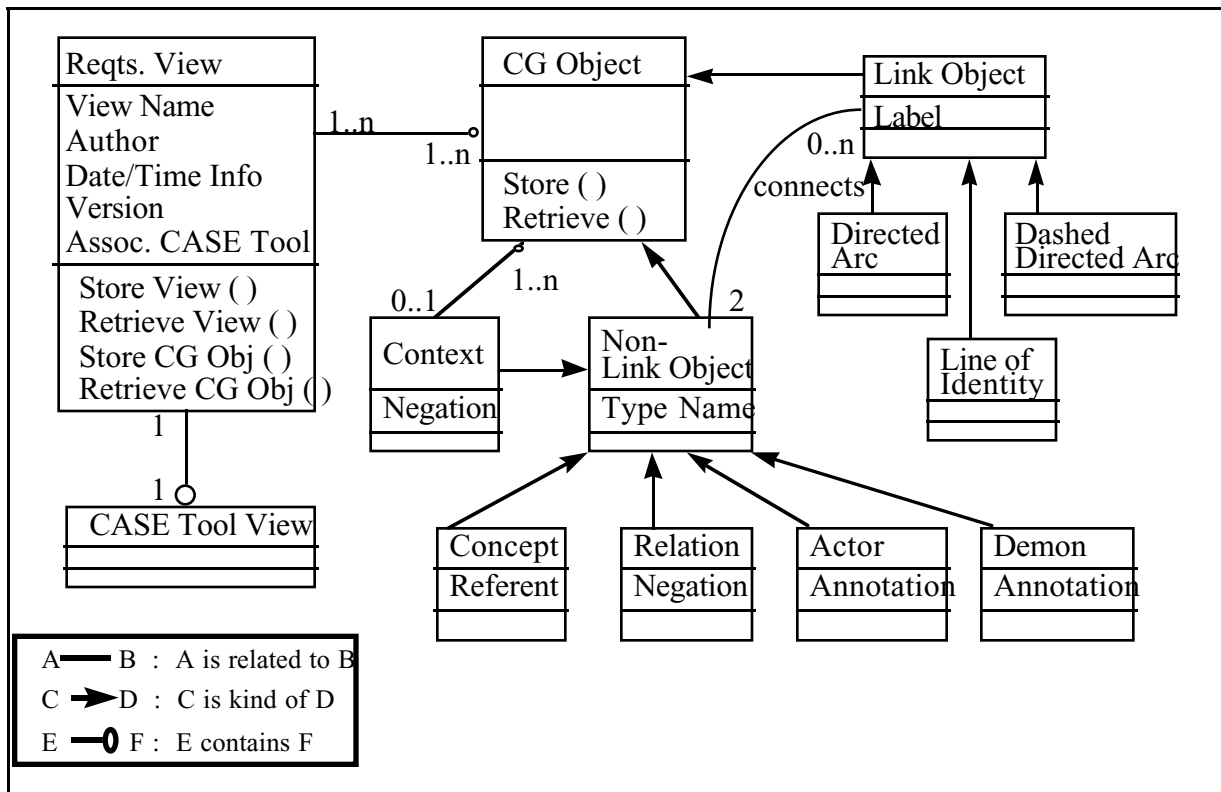 Reqts. View
View Name
Author
Date/Time Info
Version
Assoc. CASE Tool
Store View ( )
Retrieve View ( )
Store CG Obj ( )
Retrieve CG Obj ( )
1..n
1..n
CG Object
Store ( )
Retrieve ( )
Link Object
Label
0..n
connects
Directed
Arc
Dashed
Directed Arc
Line of
Identity
1..n
0..1
2
Context
Negation
Non-
Link Object
Type Name
1
1
CASE Tool View
Concept
Referent
Relation
Negation
Actor
Annotation
Demon
Annotation
A B : A is related to B
C D : C is kind of D
E F : E contains F